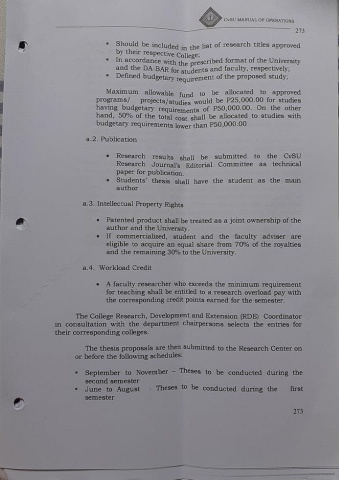 CvSU MANUAL OF OPERATIONS
273
• Should be included in the list of research titles approved
by their respective College;
• In accordance with the prescribed format of the University
and the DA-BAR for students and faculty, respectively;
• Defined budgetary requirement of the proposed study;
Maximum allowable fund to be allocated to approved
programs/ projects/studies would be P25,000.00 for studies
having budgetary requirements of P50,000.00. On the other
hand, 50% of the total cost shall be allocated to studies with
budgetary requirements lower than P50,000.00
a.2. Publication
• Research results shall be submitted to the CvSU
Research Journal's Editorial Committee as technical
paper for publication.
• Students' thesis shall have the student as the main
author
a.3. Intellectual Property Rights
• Patented product shall be treated as a joint ownership of the
author and the University.
• If commercialized, student and the faculty adviser are
eligible to acquire an equal share from 70% of the royalties
and the remaining 30% to the University.
a.4. Workload Credit
• A faculty researcher who exceeds the minimum requirement
for teaching shall be entitled to a research overload pay with
the corresponding credit points earned for the semester.
The College Research, Development and Extension (RDE) Coordinator
in consultation with the department chairpersons selects the entries for
their corresponding colleges.
The thesis proposals are then submitted to the Research Center on
or before the following schedules:
• September to November – Theses to be conducted during the
second semester
• June to August - Theses to be conducted during the first
semester
273